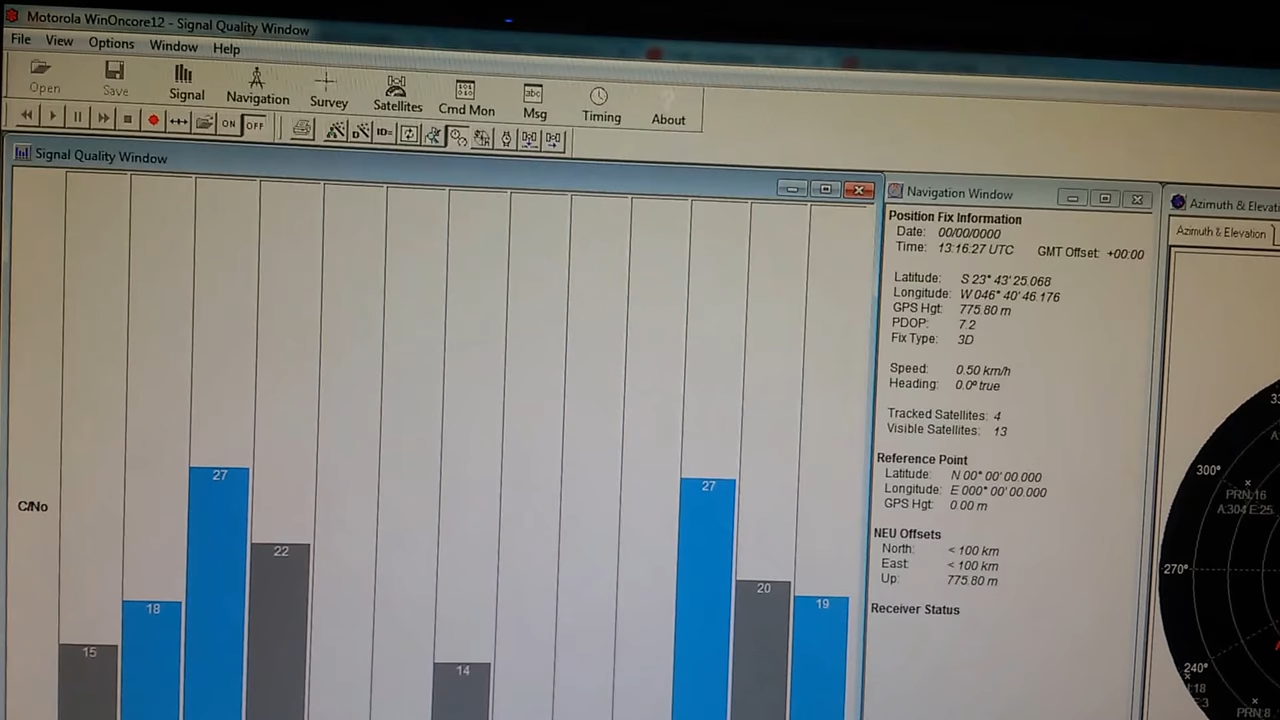 Motorola WinOncore12 - Signal Quality Window
File View Options Window Help
Open Save Signal Navigation Survey Satellites Cmd Mon Msg Timing About
ON OFF ID=
Signal Quality Window
C/No
15
18
27
22
14
27
20
19
Navigation Window
Position Fix Information
Date: 00/00/0000
Time: 13:16:27 UTC GMT Offset: +00:00
Latitude: S 23° 43' 25.068
Longitude: W 046° 40' 46.176
GPS Hgt: 775.80 m
PDOP: 7.2
Fix Type: 3D
Speed: 0.50 km/h
Heading: 0.0° true
Tracked Satellites: 4
Visible Satellites: 13
Reference Point
Latitude: N 00° 00' 00.000
Longitude: E 000° 00' 00.000
GPS Hgt: 0.00 m
NEU Offsets
North: < 100 km
East: < 100 km
Up: 775.80 m
Receiver Status
Azimuth & Elevati
Azimuth & Elevation
300°
PRN:16
A:304 E:25
270°
240°
PRN:8